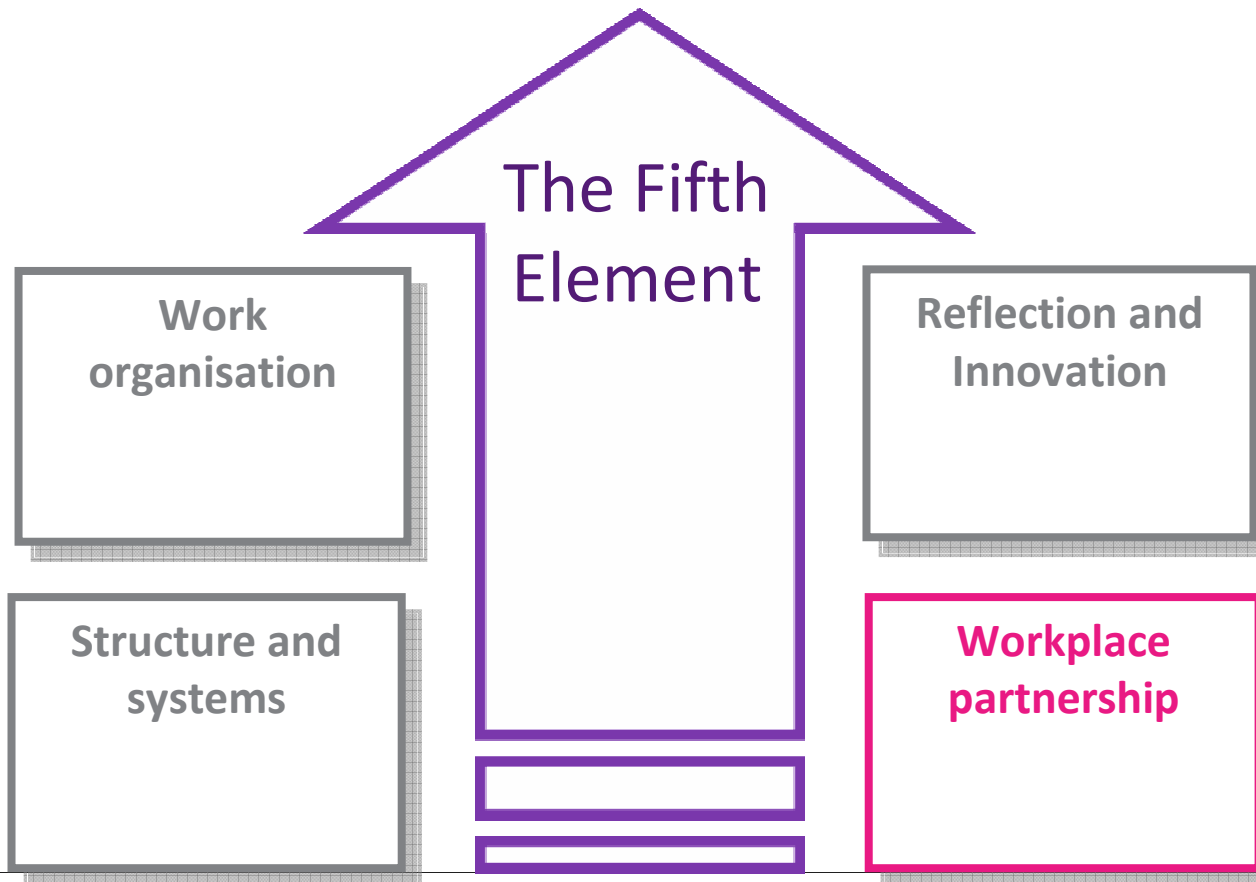 The Fifth
Element
Work
organisation
Reflection and
Innovation
Structure and
systems
Workplace
partnership